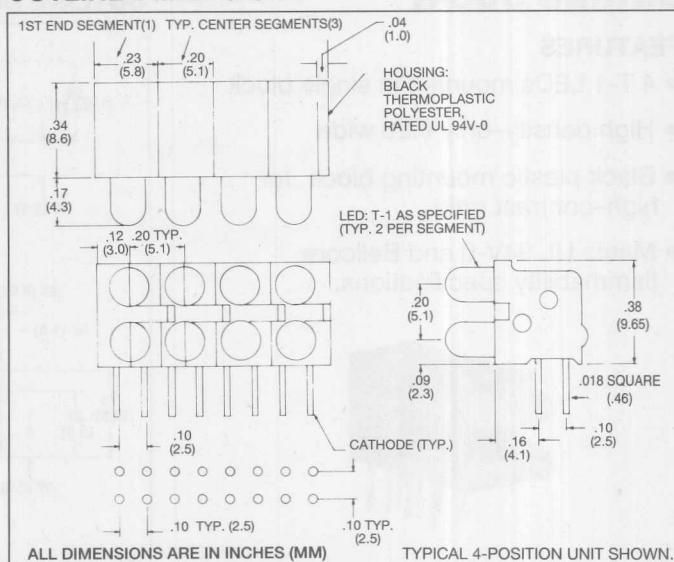 1ST END SEGMENT(1) TYP. CENTER SEGMENTS(3)
.04
(1.0)
.23
(5.8)
.20
(5.1)
HOUSING:
BLACK
THERMOPLASTIC
POLYESTER,
RATED UL 94V-0
.34
(8.6)
.17
(4.3)
LED: T-1 AS SPECIFIED
(TYP. 2 PER SEGMENT)
.12
(3.0)
.20 TYP.
(5.1)
.20
(5.1)
.38
(9.65)
.09
(2.3)
.018 SQUARE
(.46)
.10
(2.5)
CATHODE (TYP.)
.16
(4.1)
.10
(2.5)
.10 TYP. (2.5)
.10 TYP.
(2.5)
ALL DIMENSIONS ARE IN INCHES (MM)
TYPICAL 4-POSITION UNIT SHOWN.